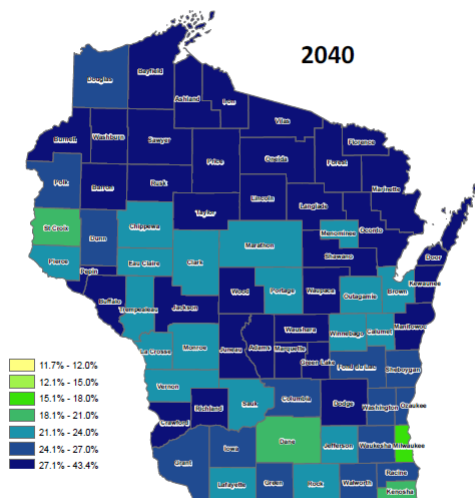 2040
Douglas
Bayfield
Ashland
Iron
Vilas
Florence
Burnett
Washburn
Sawyer
Price
Oneida
Forest
Marinette
Polk
Barron
Rusk
Lincoln
Langlade
Taylor
Oconto
St Croix
Dunn
Chippewa
Marathon
Menominee
Door
Pierce
Pepin
Eau Claire
Clark
Shawano
Kewaunee
Buffalo
Trempealeau
Jackson
Wood
Portage
Waupaca
Outagamie
Brown
Manitowoc
La Crosse
Monroe
Juneau
Adams
Waushara
Marquette
Green Lake
Winnebago
Calumet
Fond du Lac
Sheboygan
Vernon
Crawford
Richland
Sauk
Columbia
Dodge
Washington
Ozaukee
Grant
Iowa
Dane
Jefferson
Waukesha
Milwaukee
Lafayette
Green
Rock
Walworth
Racine
Kenosha
11.7% - 12.0%
12.1% - 15.0%
15.1% - 18.0%
18.1% - 21.0%
21.1% - 24.0%
24.1% - 27.0%
27.1% - 43.4%